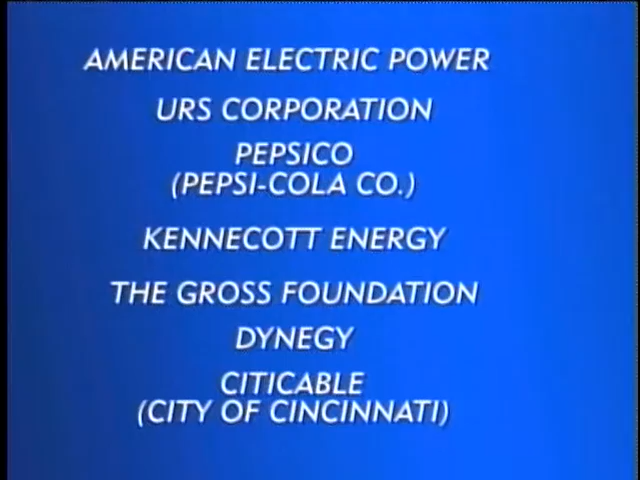 AMERICAN ELECTRIC POWER
URS CORPORATION
PEPSICO
(PEPSI-COLA CO.)
KENNECOTT ENERGY
THE GROSS FOUNDATION
DYNEGY
CITICABLE
(CITY OF CINCINNATI)